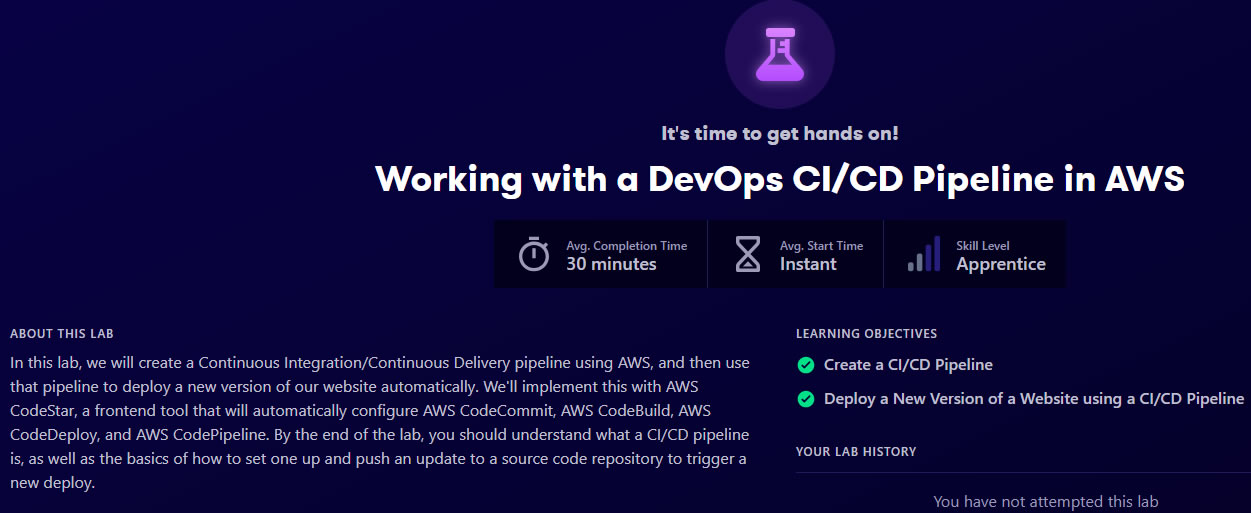 It's time to get hands on!
Working with a DevOps CI/CD Pipeline in AWS
Avg. Completion Time
30 minutes
Avg. Start Time
Instant
Skill Level
Apprentice
ABOUT THIS LAB
In this lab, we will create a Continuous Integration/Continuous Delivery pipeline using AWS, and then use
that pipeline to deploy a new version of our website automatically. We'll implement this with AWS
CodeStar, a frontend tool that will automatically configure AWS CodeCommit, AWS CodeBuild, AWS
CodeDeploy, and AWS CodePipeline. By the end of the lab, you should understand what a CI/CD pipeline
is, as well as the basics of how to set one up and push an update to a source code repository to trigger a
new deploy.
LEARNING OBJECTIVES
Create a CI/CD Pipeline
Deploy a New Version of a Website using a CI/CD Pipeline
YOUR LAB HISTORY
You have not attempted this lab